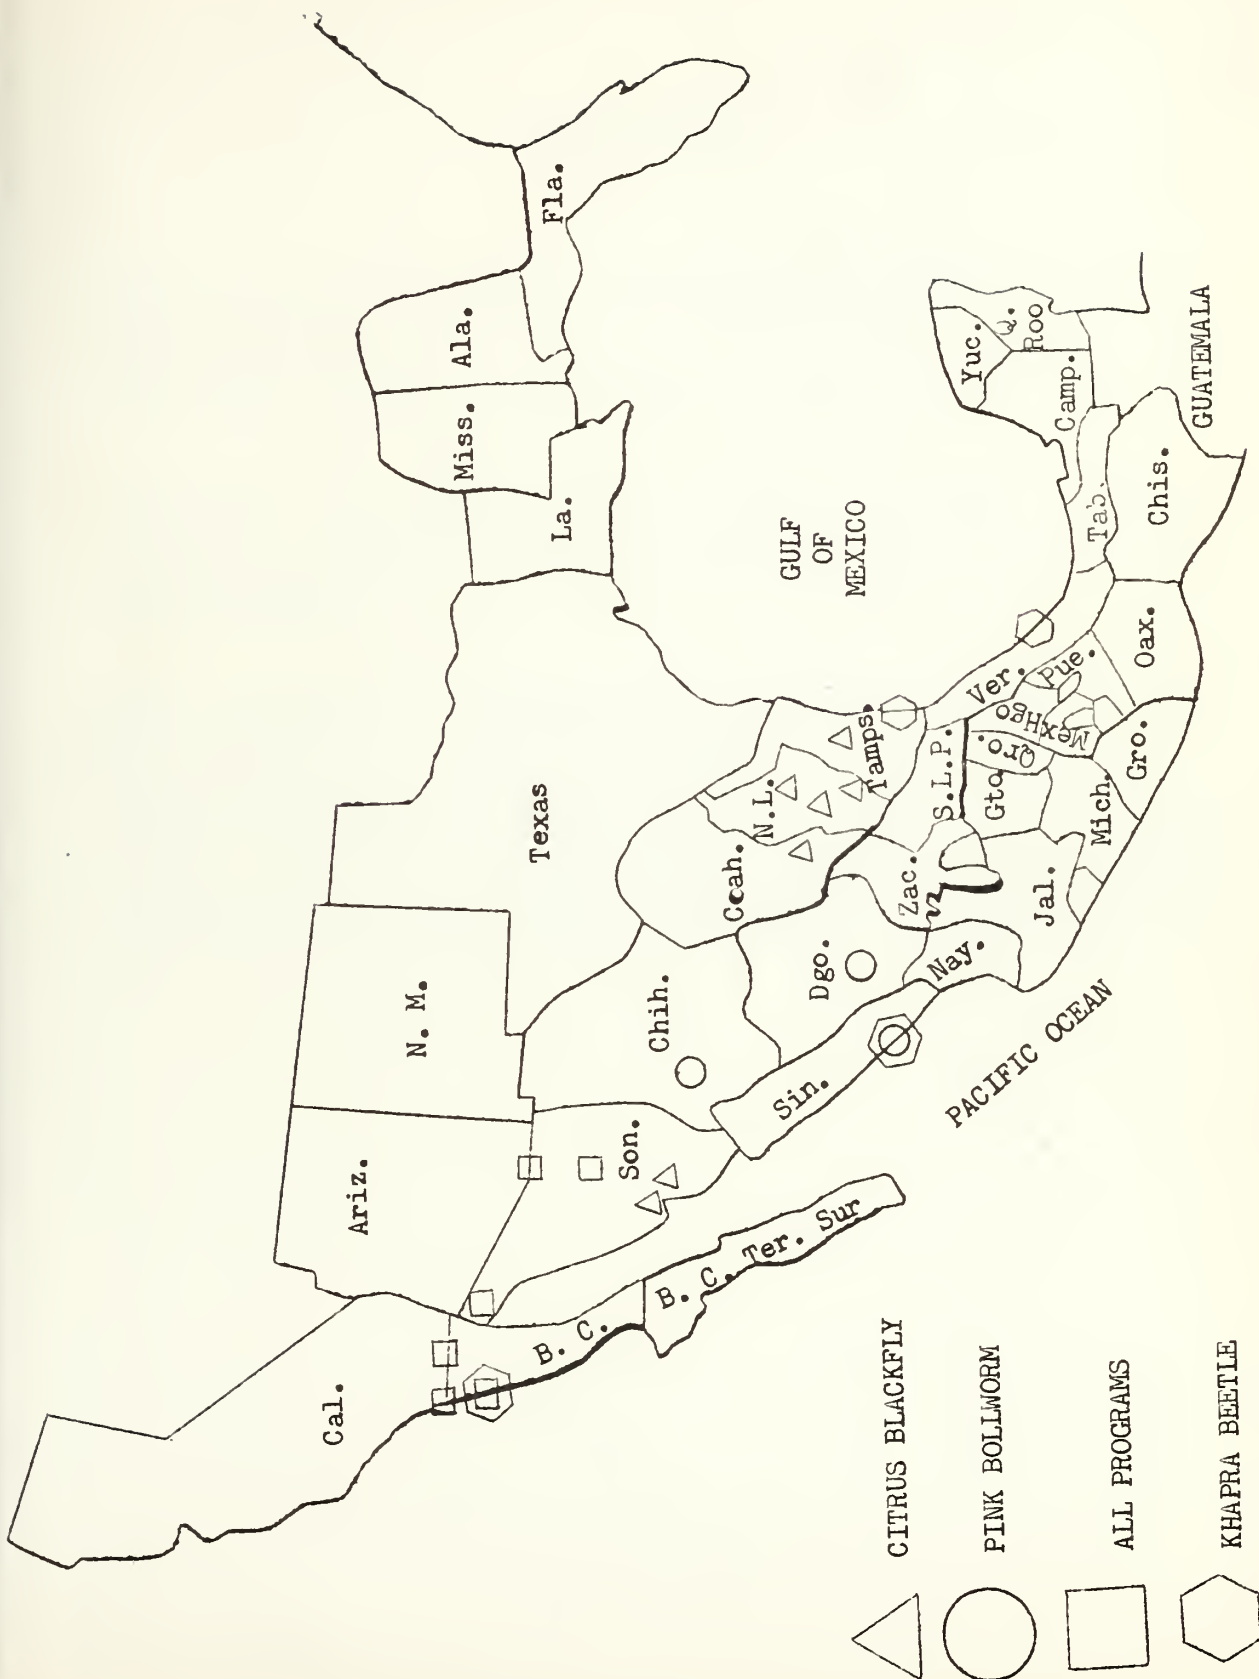 Cal.
Ariz.
N. M.
Texas
La.
Miss.
Ala.
Fla.
B. C.
B. C. Ter. Sur
Son.
Chih.
Coah.
N.L.
Tamps.
Sin.
Dgo.
Zac.
S.L.P.
Nay.
Jal.
Gto
Qro.
Hgo
Mex
Mich.
Gro.
Ver.
Pue.
Oax.
Tab.
Chis.
Camp.
Yuc.
Q.
Roo
GULF
OF
MEXICO
PACIFIC OCEAN
GUATEMALA
CITRUS BLACKFLY
PINK BOLLWORM
ALL PROGRAMS
KHAPRA BEETLE